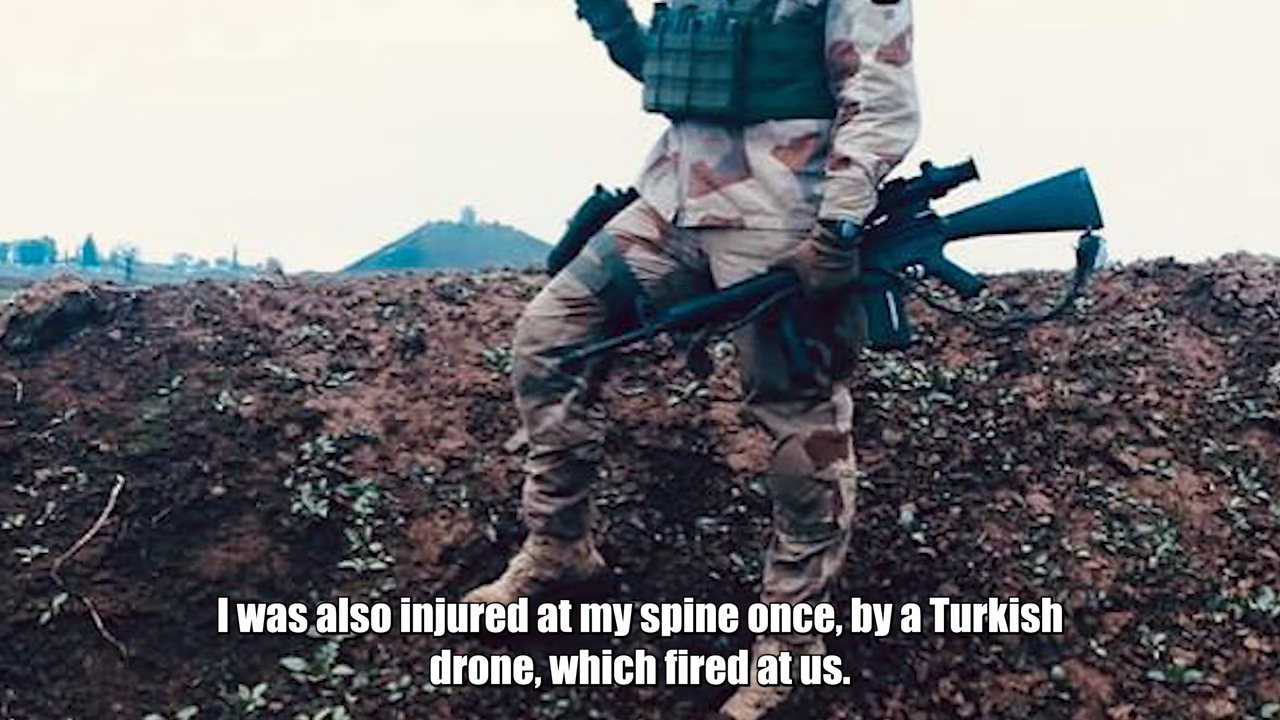 I was also injured at my spine once, by a Turkish
drone, which fired at us.